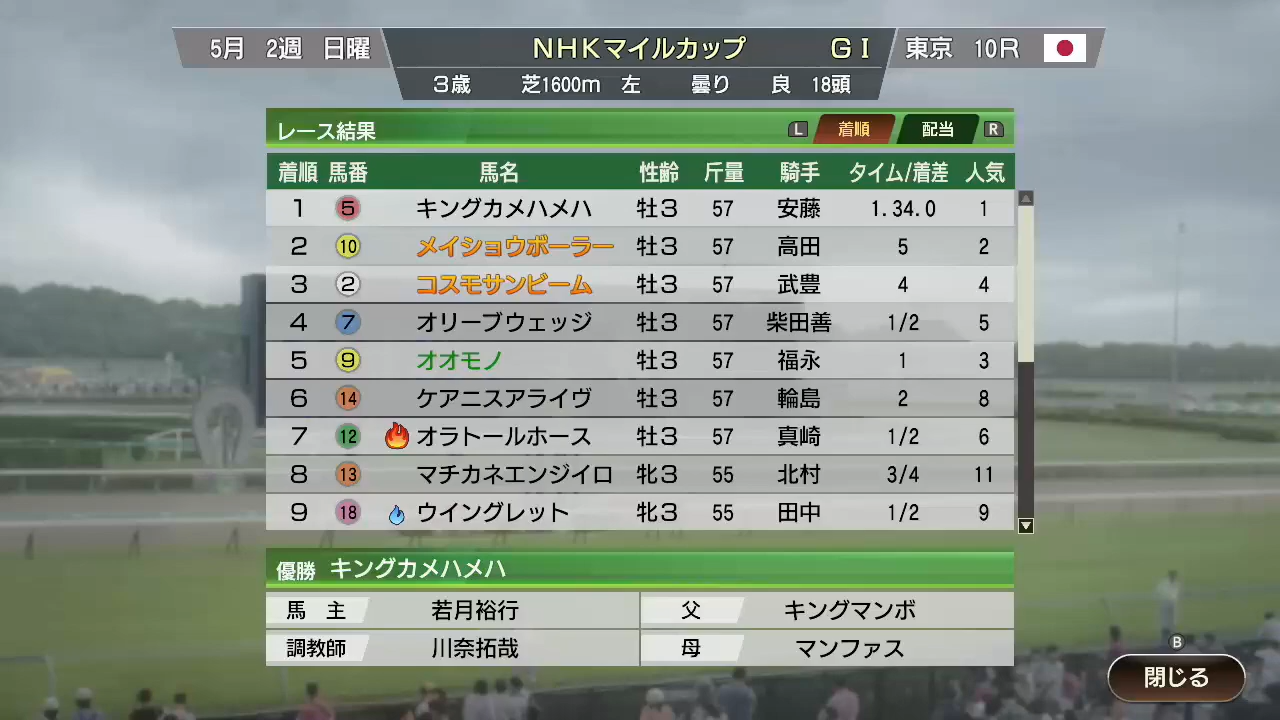 5月 2週 日曜 NHKマイルカップ GⅠ 東京 10R
3歳 芝1600m 左 曇り 良 18頭
レース結果 L 着順 配当 R
着順 馬番 馬名 性齢 斤量 騎手 タイム/着差 人気
1 5 キングカメハメハ 牡3 57 安藤 1.34.0 1
2 10 メイショウボーラー 牡3 57 高田 5 2
3 2 コスモサンビーム 牡3 57 武豊 4 4
4 7 オリーブウェッジ 牡3 57 柴田善 1/2 5
5 9 オオモノ 牡3 57 福永 1 3
6 14 ケアニスアライヴ 牡3 57 輪島 2 8
7 12 オラトールホース 牡3 57 真崎 1/2 6
8 13 マチカネエンジイロ 牝3 55 北村 3/4 11
9 18 ウイングレット 牝3 55 田中 1/2 9
優勝 キングカメハメハ
馬主 若月裕行 父 キングマンボ
調教師 川奈拓哉 母 マンファス
B
閉じる